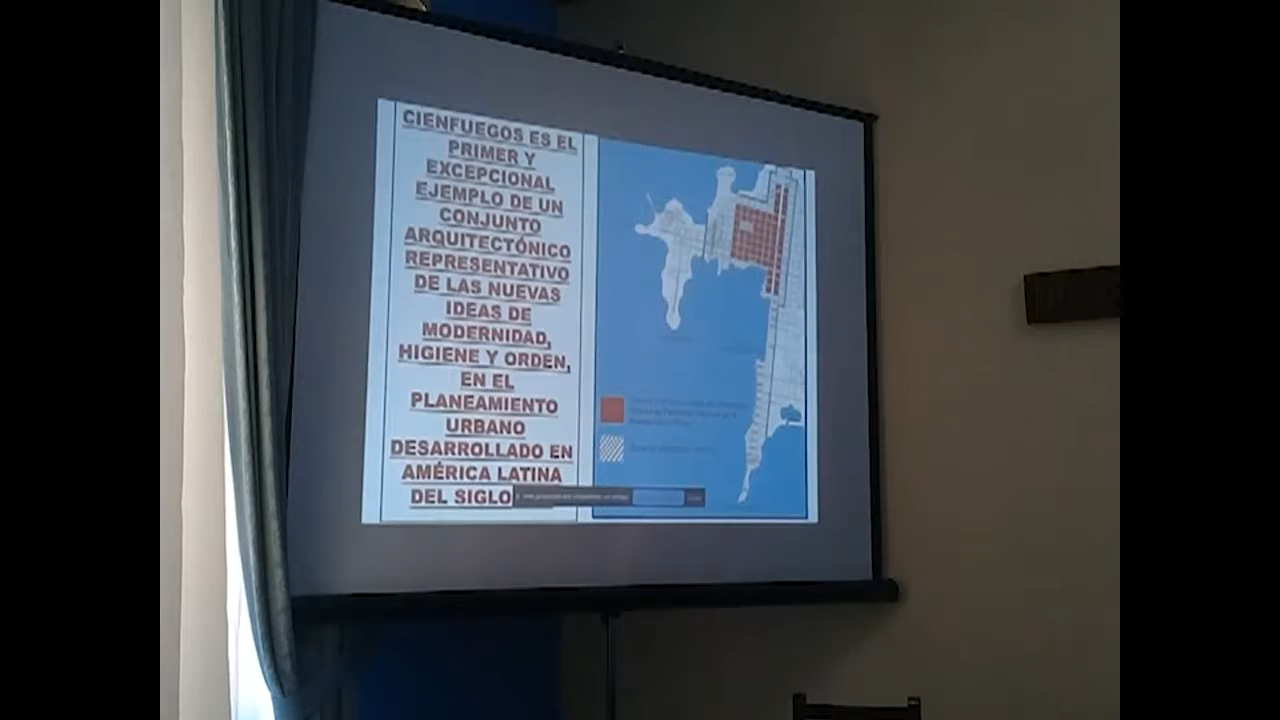 CIENFUEGOS ES EL
PRIMER Y
EXCEPCIONAL
EJEMPLO DE UN
CONJUNTO
ARQUITECTÓNICO
REPRESENTATIVO
DE LAS NUEVAS
IDEAS DE
MODERNIDAD,
HIGIENE Y ORDEN,
EN EL
PLANEAMIENTO
URBANO
DESARROLLADO EN
AMÉRICA LATINA
DEL SIGLO